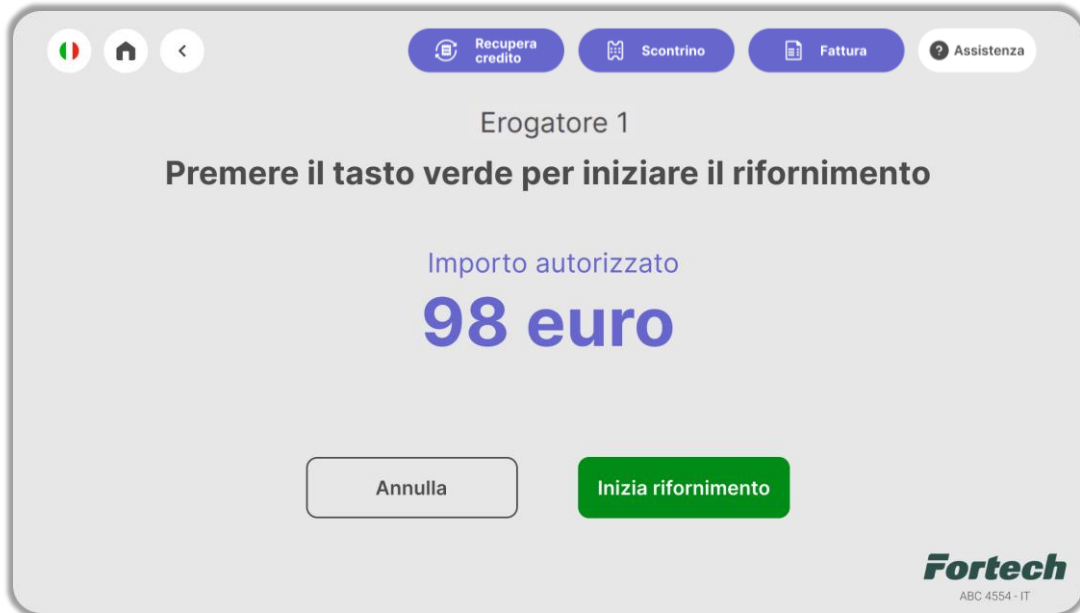 Recupera
credito
Scontrino
Fattura
? Assistenza
Erogatore 1
Premere il tasto verde per iniziare il rifornimento
Importo autorizzato
98 euro
Annulla
Inizia rifornimento
Fortech
ABC 4554 - IT